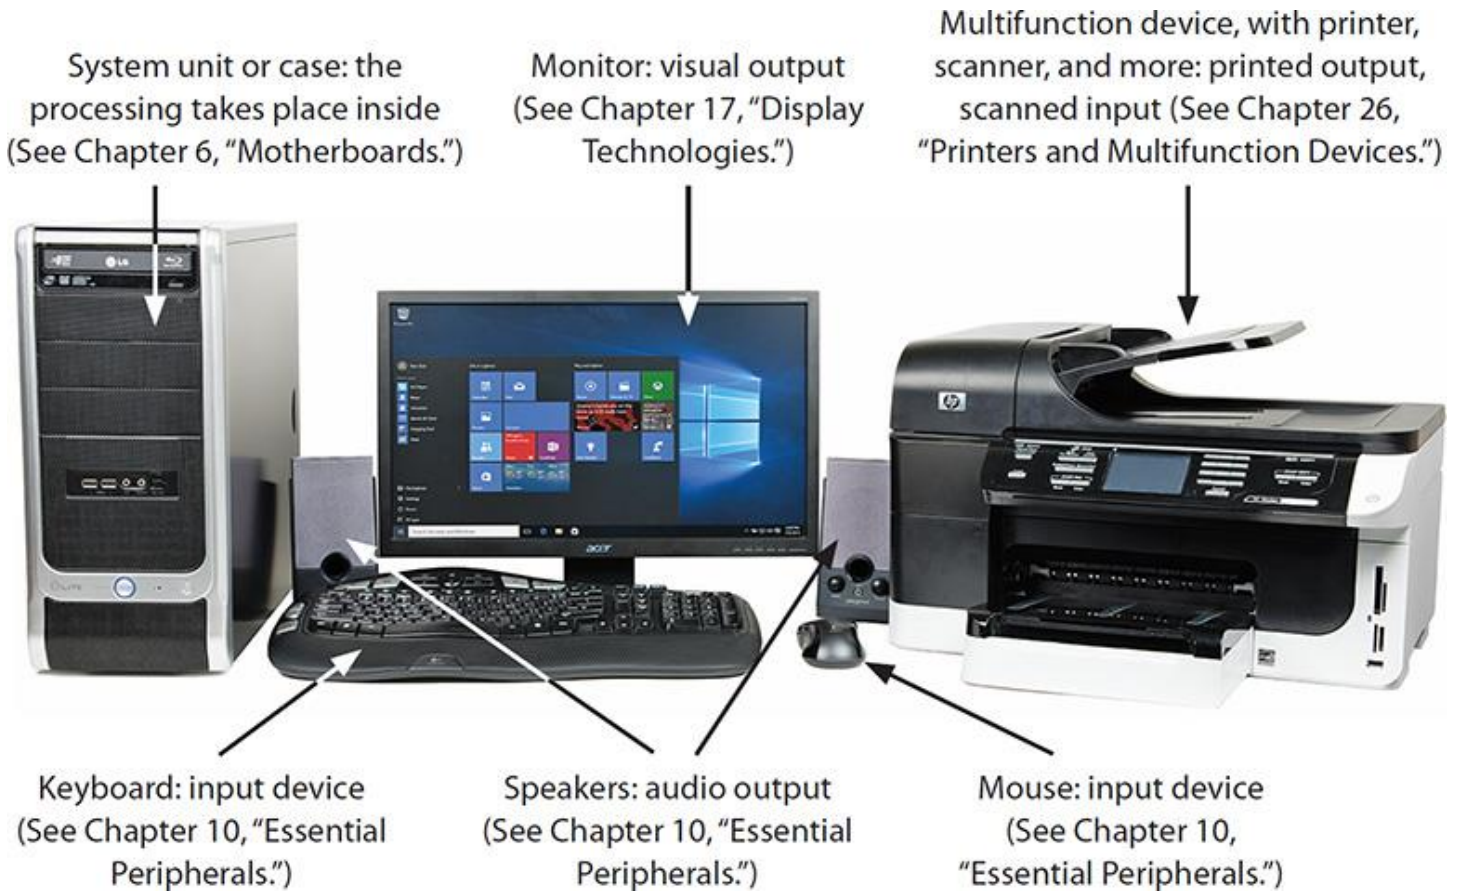 System unit or case: the
processing takes place inside
(See Chapter 6, “Motherboards.”)
Monitor: visual output
(See Chapter 17, “Display
Technologies.”)
Multifunction device, with printer,
scanner, and more: printed output,
scanned input (See Chapter 26,
“Printers and Multifunction Devices.”)
LG
hp
acer
Keyboard: input device
(See Chapter 10, “Essential
Peripherals.”)
Speakers: audio output
(See Chapter 10, “Essential
Peripherals.”)
Mouse: input device
(See Chapter 10,
“Essential Peripherals.”)